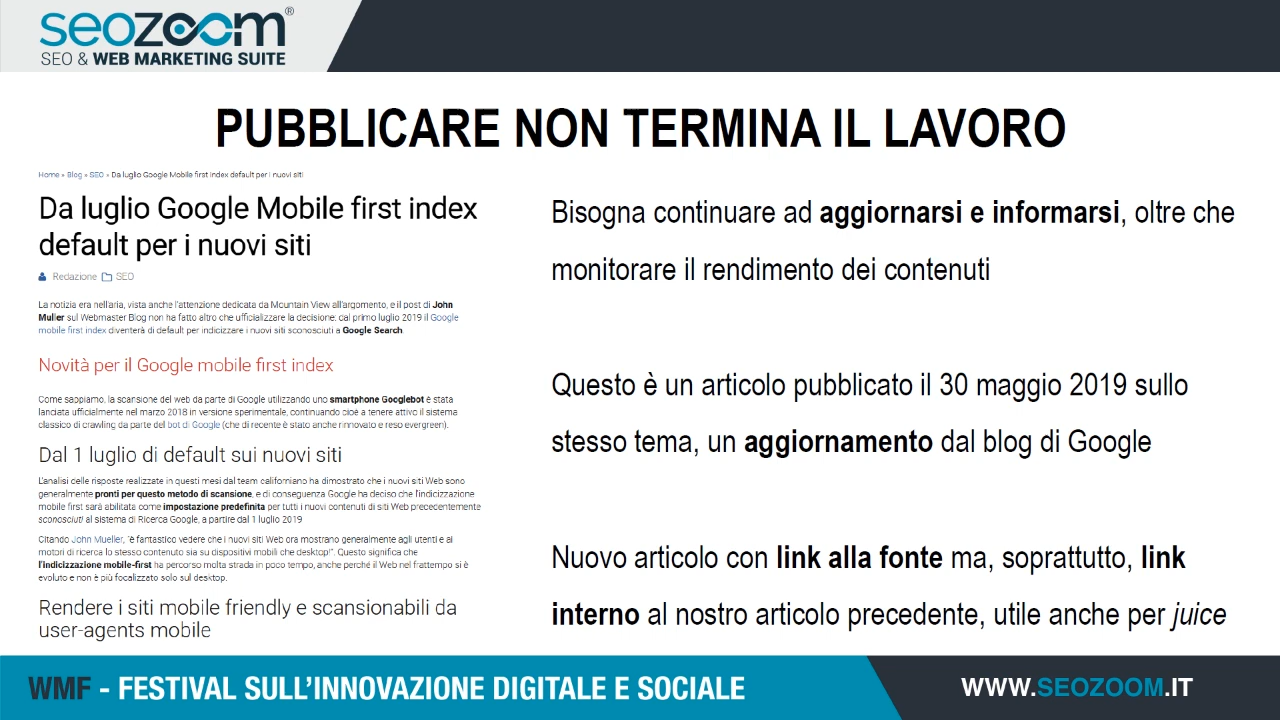 seozoom®
SEO & WEB MARKETING SUITE
PUBBLICARE NON TERMINA IL LAVORO
Home » Blog » SEO » Da luglio Google Mobile first index default per i nuovi siti
Da luglio Google Mobile first index
default per i nuovi siti
Redazione SEO
La notizia era nell'aria, vista anche l'attenzione dedicata da Mountain View all'argomento, e il post di John
Muller sul Webmaster Blog non ha fatto altro che ufficializzare la decisione: dal primo luglio 2019 il Google
mobile first index diventerà di default per indicizzare i nuovi siti sconosciuti a Google Search.
Novità per il Google mobile first index
Come sappiamo, la scansione del web da parte di Google utilizzando uno smartphone Googlebot è stata
lanciata ufficialmente nel marzo 2018 in versione sperimentale, continuando cioè a tenere attivo il sistema
classico di crawling da parte del bot di Google (che di recente è stato anche rinnovato e reso evergreen).
Dal 1 luglio di default sui nuovi siti
L'analisi delle risposte realizzate in questi mesi dal team californiano ha dimostrato che i nuovi siti Web sono
generalmente pronti per questo metodo di scansione, e di conseguenza Google ha deciso che l'indicizzazione
mobile first sarà abilitata come impostazione predefinita per tutti i nuovi contenuti di siti Web precedentemente
sconosciuti al sistema di Ricerca Google, a partire dal 1 luglio 2019
Citando John Mueller, "è fantastico vedere che i nuovi siti Web ora mostrano generalmente agli utenti e ai
motori di ricerca lo stesso contenuto sia su dispositivi mobili che desktop!". Questo significa che
l'indicizzazione mobile-first ha percorso molta strada in poco tempo, anche perché il Web nel frattempo si è
evoluto e non è più focalizzato solo sul desktop.
Rendere i siti mobile friendly e scansionabili da
user-agents mobile
Bisogna continuare ad aggiornarsi e informarsi, oltre che
monitorare il rendimento dei contenuti
Questo è un articolo pubblicato il 30 maggio 2019 sullo
stesso tema, un aggiornamento dal blog di Google
Nuovo articolo con link alla fonte ma, soprattutto, link
interno al nostro articolo precedente, utile anche per juice
WMF - FESTIVAL SULL'INNOVAZIONE DIGITALE E SOCIALE
WWW.SEOZOOM.IT